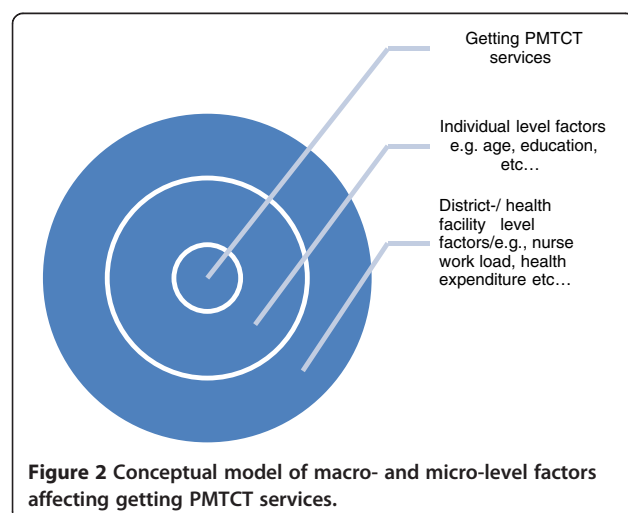 Getting PMTCT
services
Individual level factors
e.g. age, education,
etc...
District-/ health
facility level
factors/e.g., nurse
work load, health
expenditure etc...
Figure 2 Conceptual model of macro- and micro-level factors
affecting getting PMTCT services.